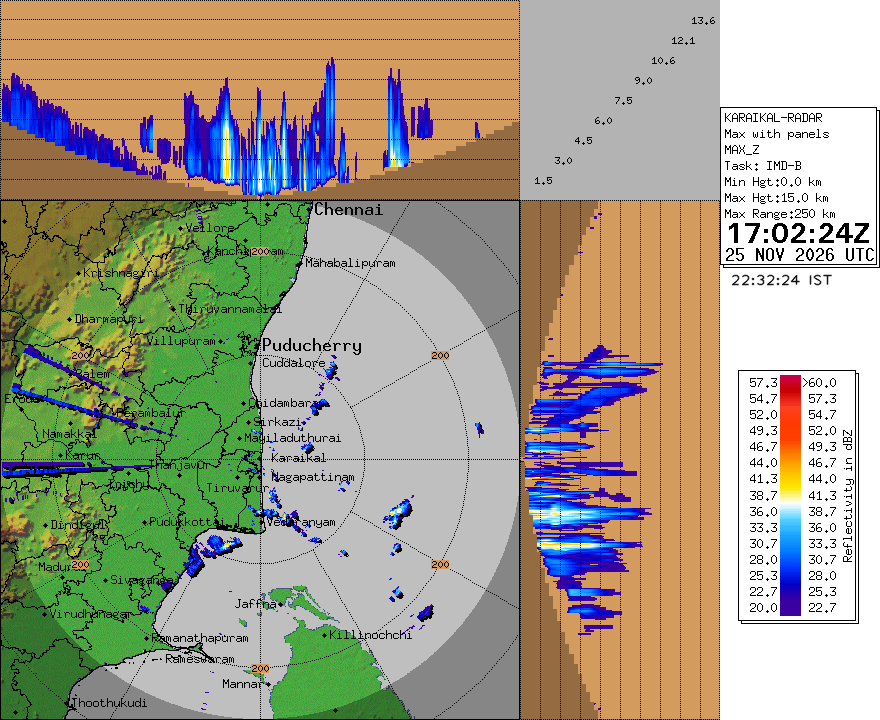 13.6
12.1
10.6
9.0
7.5
6.0
4.5
3.0
1.5
KARAIKAL-RADAR
Max with panels
MAX_Z
Task: IMD-B
Min Hgt:0.0 km
Max Hgt:15.0 km
Max Range:250 km
17:02:24Z
25 NOV 2026 UTC
22:32:24 IST
Chennai
Vellore
200
Mahabalipuram
Krishnagiri
Thiruvannamalai
Dharmapuri
Villupuram
Puducherry
200
200
Cuddalore
Salem
Chidambaram
Perambalur
Sirkazi
Namakkal
Mayiladuthurai
Karur
Karaikal
Thanjavur
Nagapattinam
Tiruvarur
Dindigul
Pudukkottai
Vedaranyam
200
200
Sivaganga
Jaffna
Virudhunagar
Ramanathapuram
Killinochchi
Rameswaram
200
Mannar
Thoothukudi
57.3 >60.0
54.7 57.3
52.0 54.7
49.3 52.0
46.7 49.3
44.0 46.7
41.3 44.0
38.7 41.3
36.0 38.7
33.3 36.0
30.7 33.3
28.0 30.7
25.3 28.0
22.7 25.3
20.0 22.7
Reflectivity in dBZ